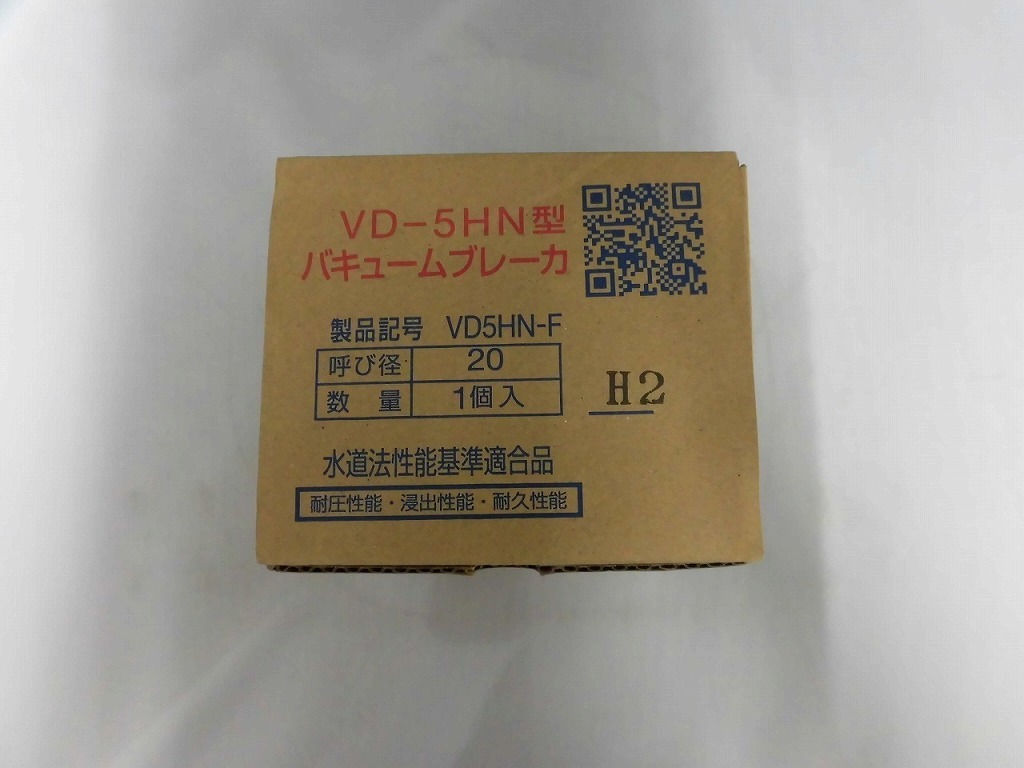 VD-5HN型
バキュームブレーカ
製品記号 VD5HN-F
呼び径 20
数量 1個入
H2
水道法性能基準適合品
耐圧性能・浸出性能・耐久性能